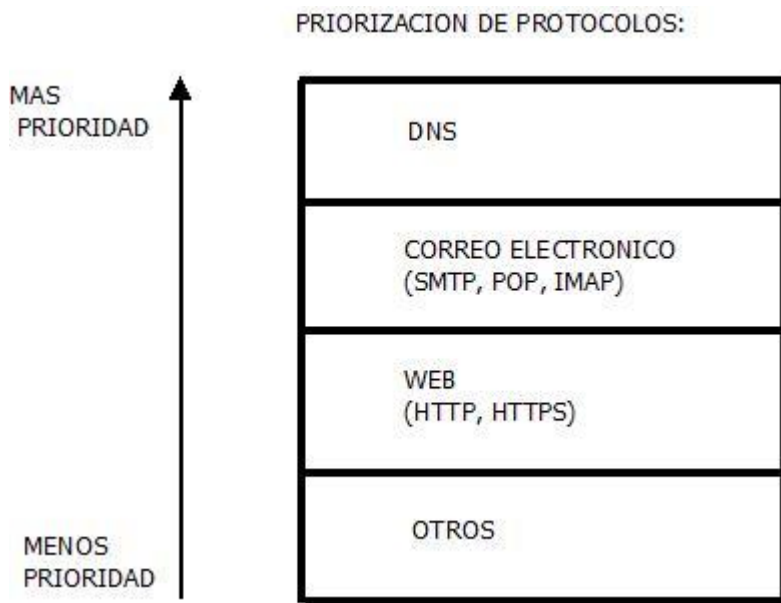 PRIORIZACION DE PROTOCOLOS:
MAS
PRIORIDAD
DNS
CORREO ELECTRONICO
(SMTP, POP, IMAP)
WEB
(HTTP, HTTPS)
OTROS
MENOS
PRIORIDAD